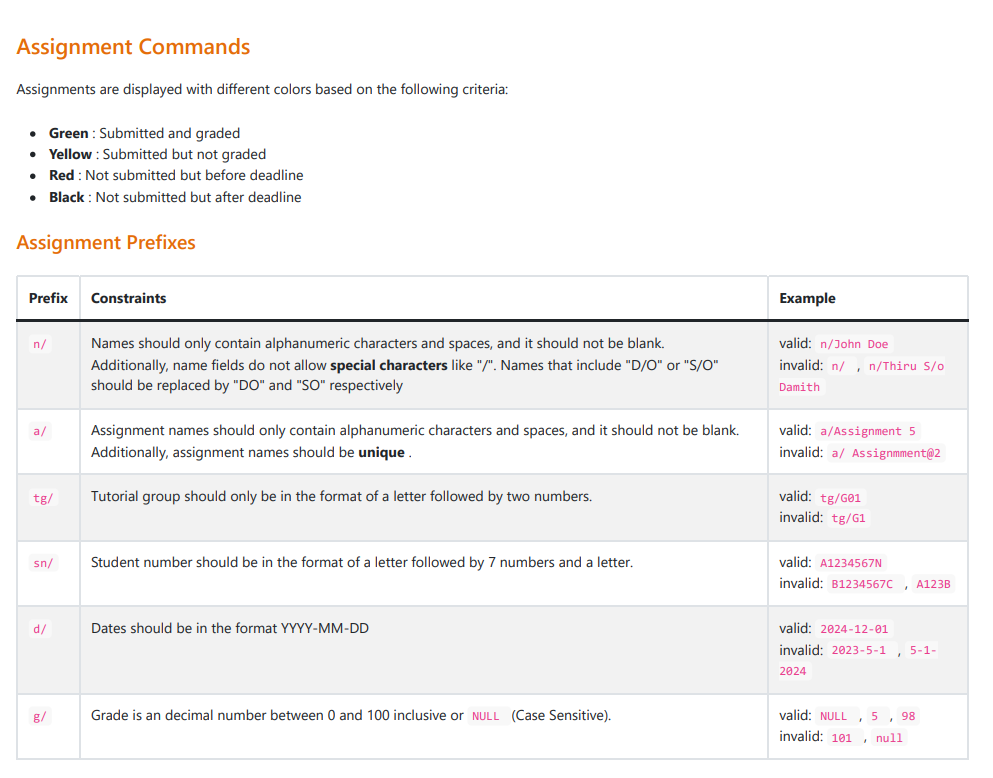 Assignment Commands
Assignments are displayed with different colors based on the following criteria:
Green : Submitted and graded
Yellow : Submitted but not graded
Red : Not submitted but before deadline
Black : Not submitted but after deadline
Assignment Prefixes
Prefix Constraints Example
n/ Names should only contain alphanumeric characters and spaces, and it should not be blank. valid: n/John Doe
Additionally, name fields do not allow special characters like "/". Names that include "D/O" or "S/O" invalid: n/ , n/Thiru S/o
should be replaced by "DO" and "SO" respectively Damith
a/ Assignment names should only contain alphanumeric characters and spaces, and it should not be blank. valid: a/Assignment 5
Additionally, assignment names should be unique . invalid: a/ Assignmment@2
tg/ Tutorial group should only be in the format of a letter followed by two numbers. valid: tg/G01
invalid: tg/G1
sn/ Student number should be in the format of a letter followed by 7 numbers and a letter. valid: A1234567N
invalid: B1234567C , A123B
d/ Dates should be in the format YYYY-MM-DD valid: 2024-12-01
invalid: 2023-5-1 , 5-1-
2024
g/ Grade is an decimal number between 0 and 100 inclusive or NULL (Case Sensitive). valid: NULL , 5 , 98
invalid: 101 , null